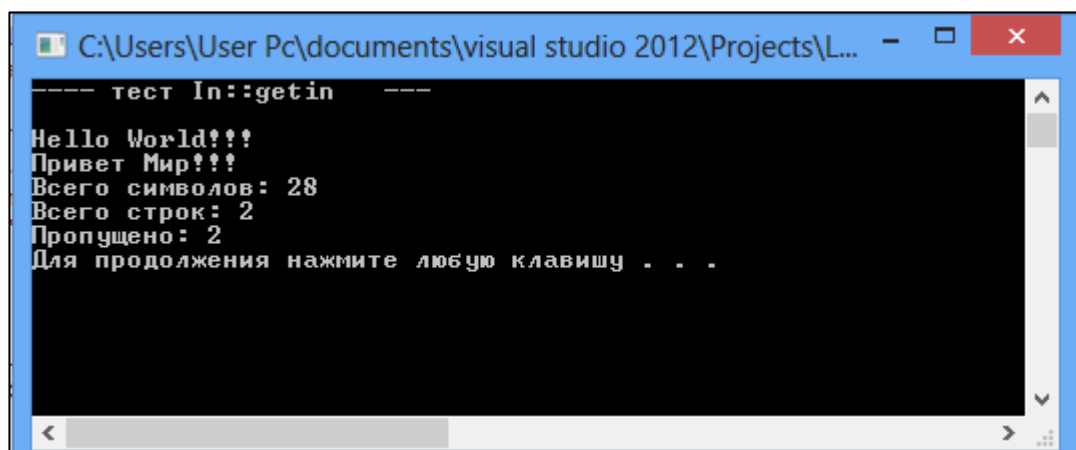 C:\Users\User Pc\documents\visual studio 2012\Projects\L...
---- тест In::getin   ---
Hello World!!!
Привет Мир!!!
Всего символов: 28
Всего строк: 2
Пропущено: 2
Для продолжения нажмите любую клавишу . . .